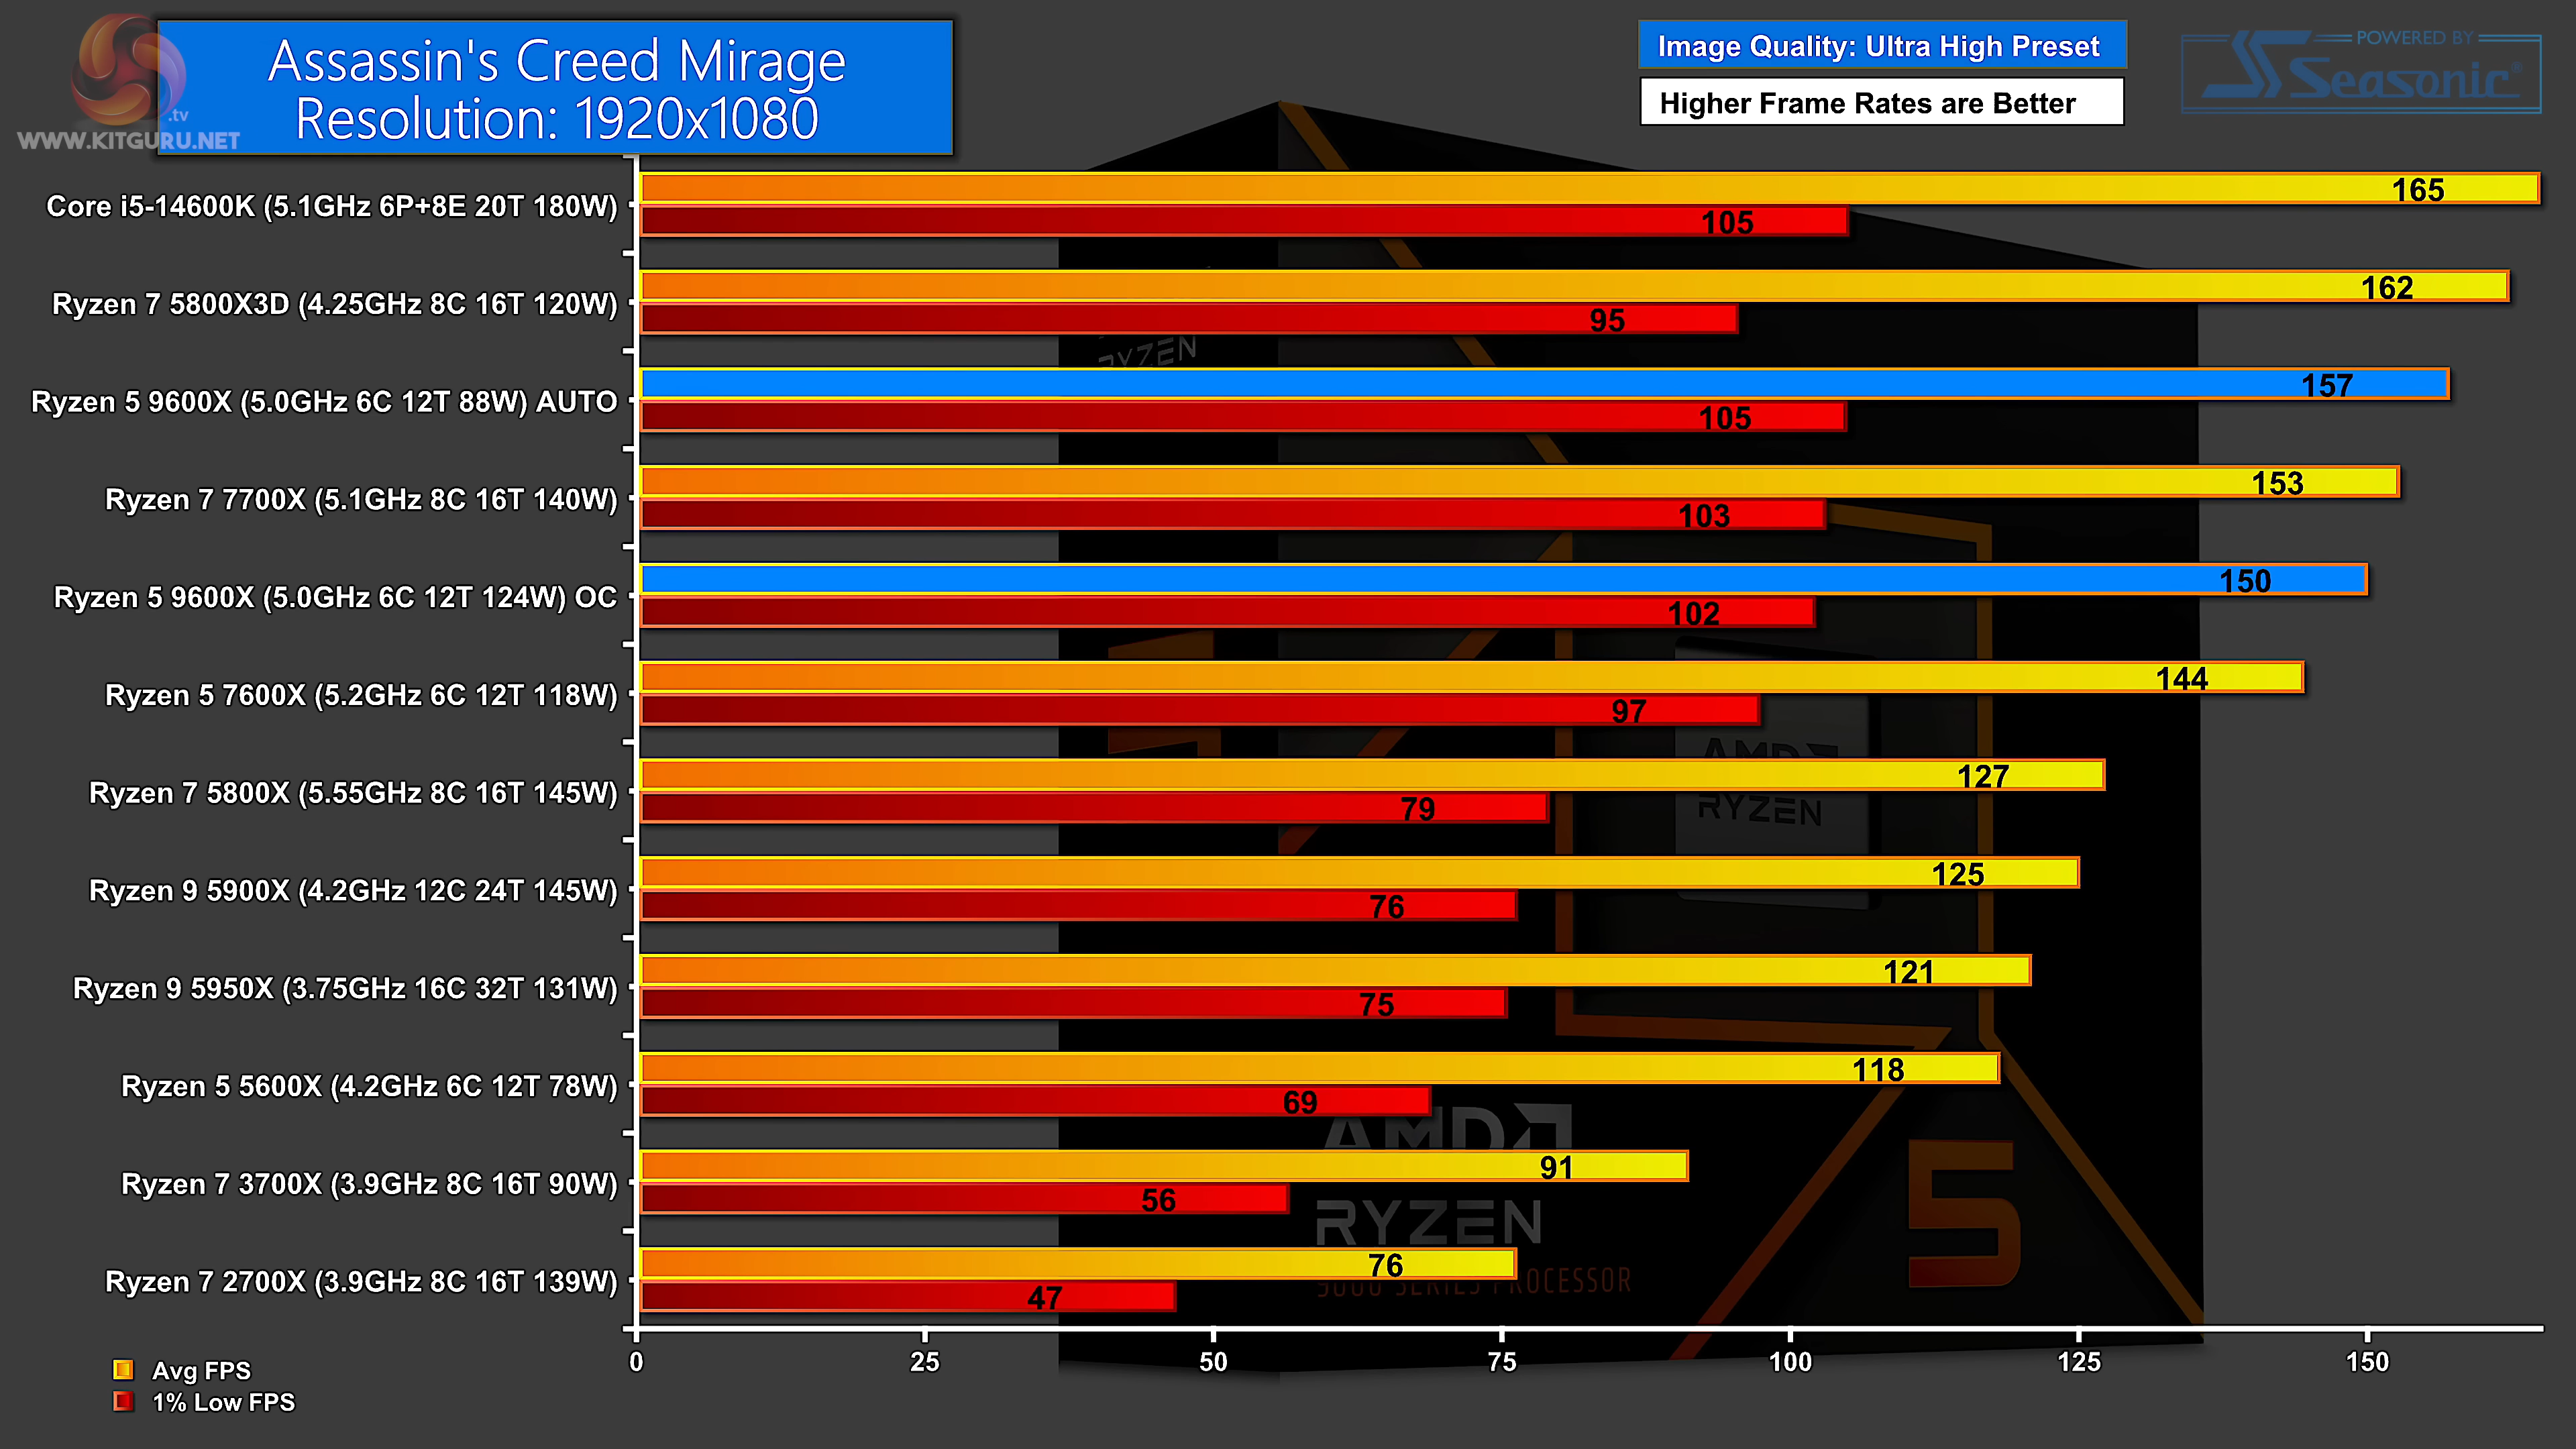 Assassin's Creed Mirage
Resolution: 1920x1080
.tv
WWW.KITGURU.NET
Image Quality: Ultra High Preset
Higher Frame Rates are Better
POWERED BY
Seasonic®
Core i5-14600K (5.1GHz 6P+8E 20T 180W)
165
105
Ryzen 7 5800X3D (4.25GHz 8C 16T 120W)
162
95
RYZEN
Ryzen 5 9600X (5.0GHz 6C 12T 88W) AUTO
157
105
Ryzen 7 7700X (5.1GHz 8C 16T 140W)
153
103
Ryzen 5 9600X (5.0GHz 6C 12T 124W) OC
150
102
Ryzen 5 7600X (5.2GHz 6C 12T 118W)
144
97
AMD
RYZEN
Ryzen 7 5800X (5.55GHz 8C 16T 145W)
127
79
Ryzen 9 5900X (4.2GHz 12C 24T 145W)
125
76
Ryzen 9 5950X (3.75GHz 16C 32T 131W)
121
75
Ryzen 5 5600X (4.2GHz 6C 12T 78W)
118
69
AMD
Ryzen 7 3700X (3.9GHz 8C 16T 90W)
91
56
RYZEN
5
Ryzen 7 2700X (3.9GHz 8C 16T 139W)
76
47
9000 SERIES PROCESSOR
0 25 50 75 100 125 150
Avg FPS
1% Low FPS